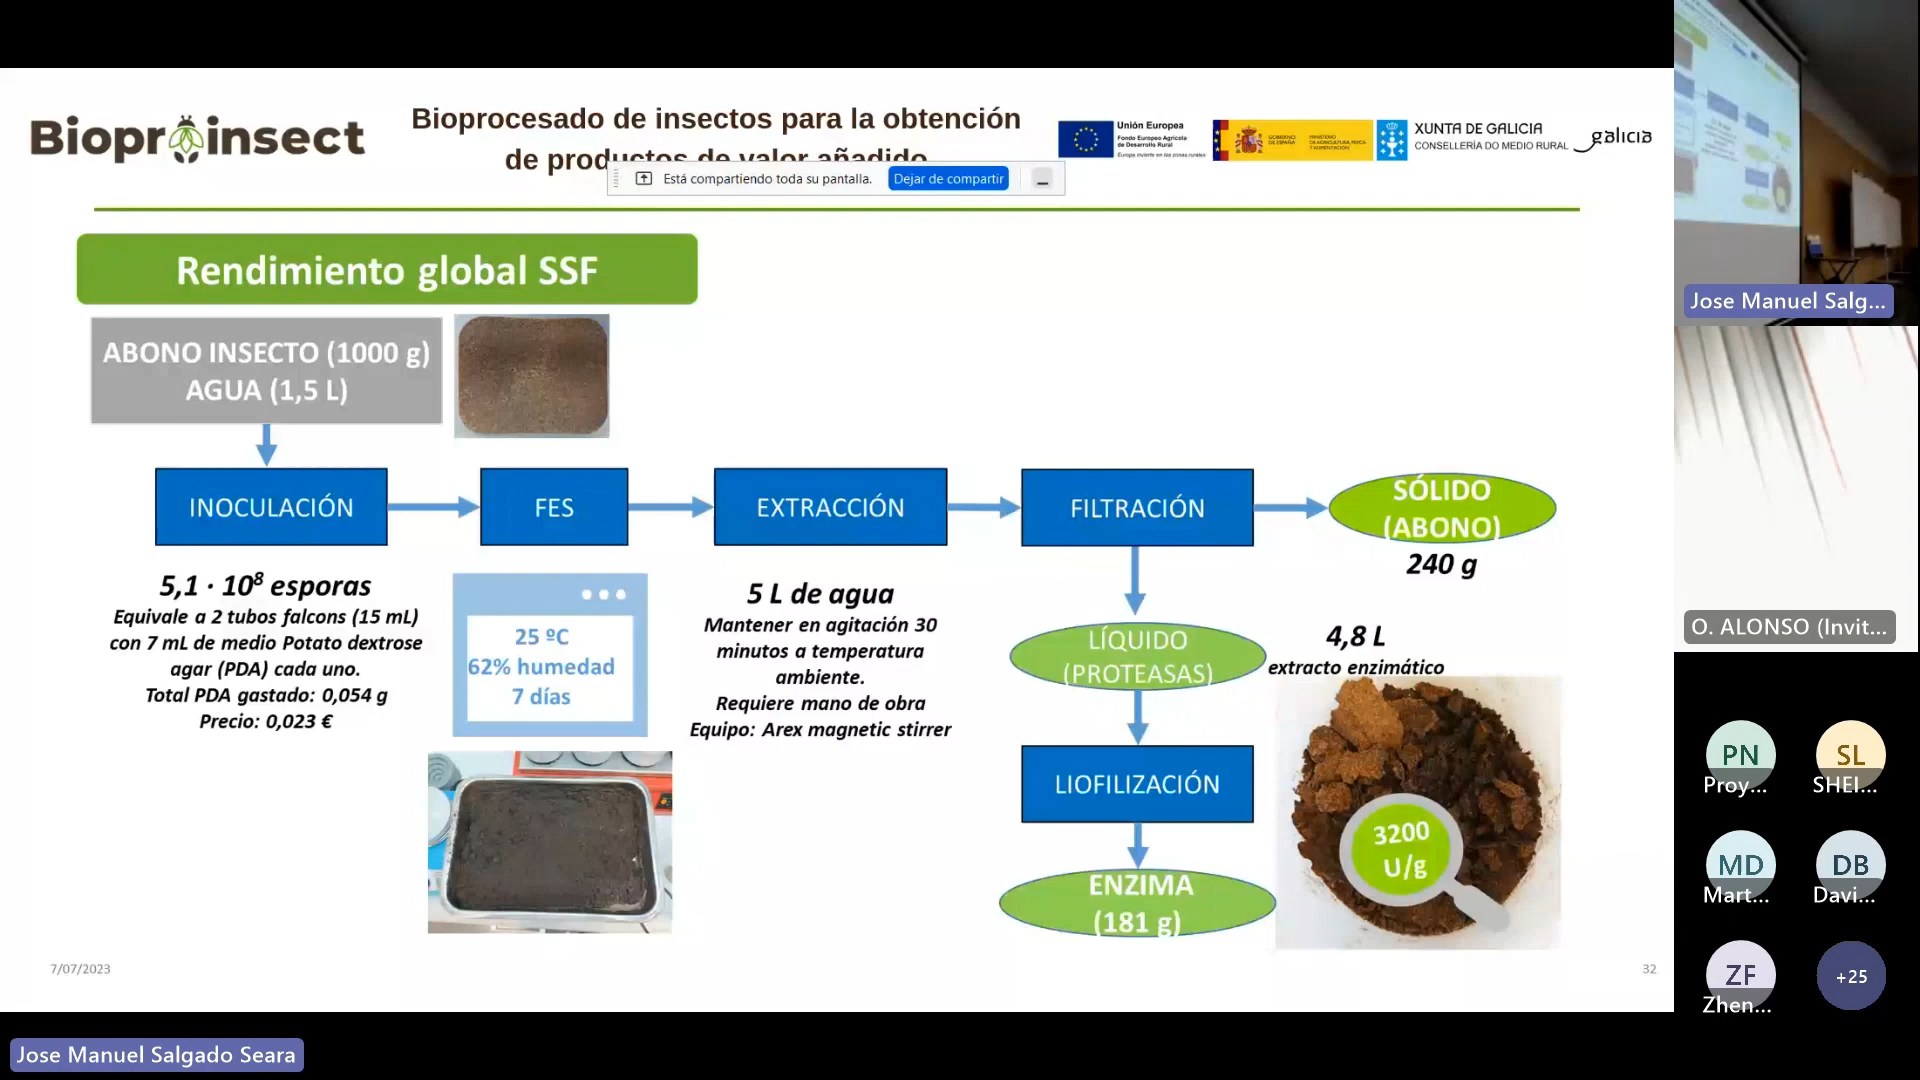 Bioproinsect
Bioprocesado de insectos para la obtención
de productos de valor añadido
Unión Europea
Fondo Europeo Agrícola
de Desarrollo Rural
Europa invierte en las zonas rurales
GOBIERNO
DE ESPAÑA
MINISTERIO
DE AGRICULTURA, PESCA
Y ALIMENTACIÓN
XUNTA DE GALICIA
CONSELLERÍA DO MEDIO RURAL
galicia
Está compartiendo toda su pantalla.
Dejar de compartir
Rendimiento global SSF
ABONO INSECTO (1000 g)
AGUA (1,5 L)
INOCULACIÓN
FES
EXTRACCIÓN
FILTRACIÓN
SÓLIDO
(ABONO)
240 g
5,1 · 10⁸ esporas
Equivale a 2 tubos falcons (15 mL)
con 7 mL de medio Potato dextrose
agar (PDA) cada uno.
Total PDA gastado: 0,054 g
Precio: 0,023 €
25 ºC
62% humedad
7 días
5 L de agua
Mantener en agitación 30
minutos a temperatura
ambiente.
Requiere mano de obra
Equipo: Arex magnetic stirrer
LÍQUIDO
(PROTEASAS)
4,8 L
extracto enzimático
LIOFILIZACIÓN
ENZIMA
(181 g)
3200
U/g
7/07/2023
32
Jose Manuel Salg...
O. ALONSO (Invit...
PN
Proy...
SL
SHEI...
MD
Mart...
DB
Davi...
ZF
Zhen...
+25
Jose Manuel Salgado Seara